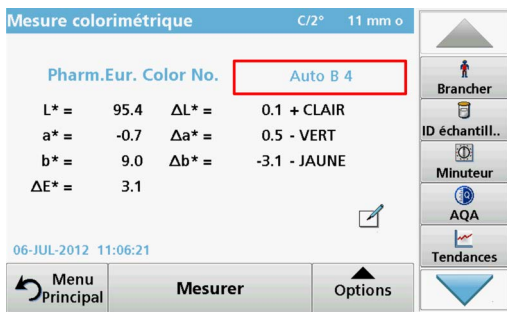 Mesure colorimétrique C/2° 11 mm o
Pharm.Eur. Color No. Auto B 4
L* = 95.4 ΔL* = 0.1 + CLAIR
a* = -0.7 Δa* = 0.5 - VERT
b* = 9.0 Δb* = -3.1 - JAUNE
ΔE* = 3.1
06-JUL-2012 11:06:21
Menu
Principal
Mesurer
Options
Brancher
ID échantill..
Minuteur
AQA
Tendances